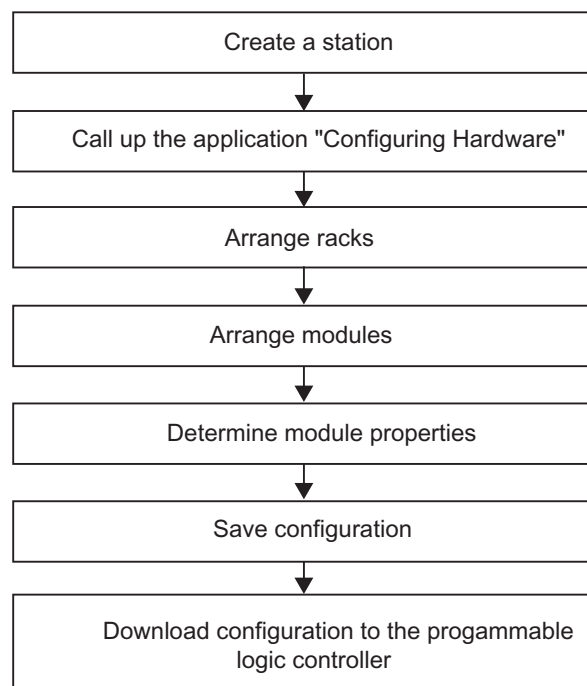 Create a station
Call up the application "Configuring Hardware"
Arrange racks
Arrange modules
Determine module properties
Save configuration
Download configuration to the progammable
logic controller